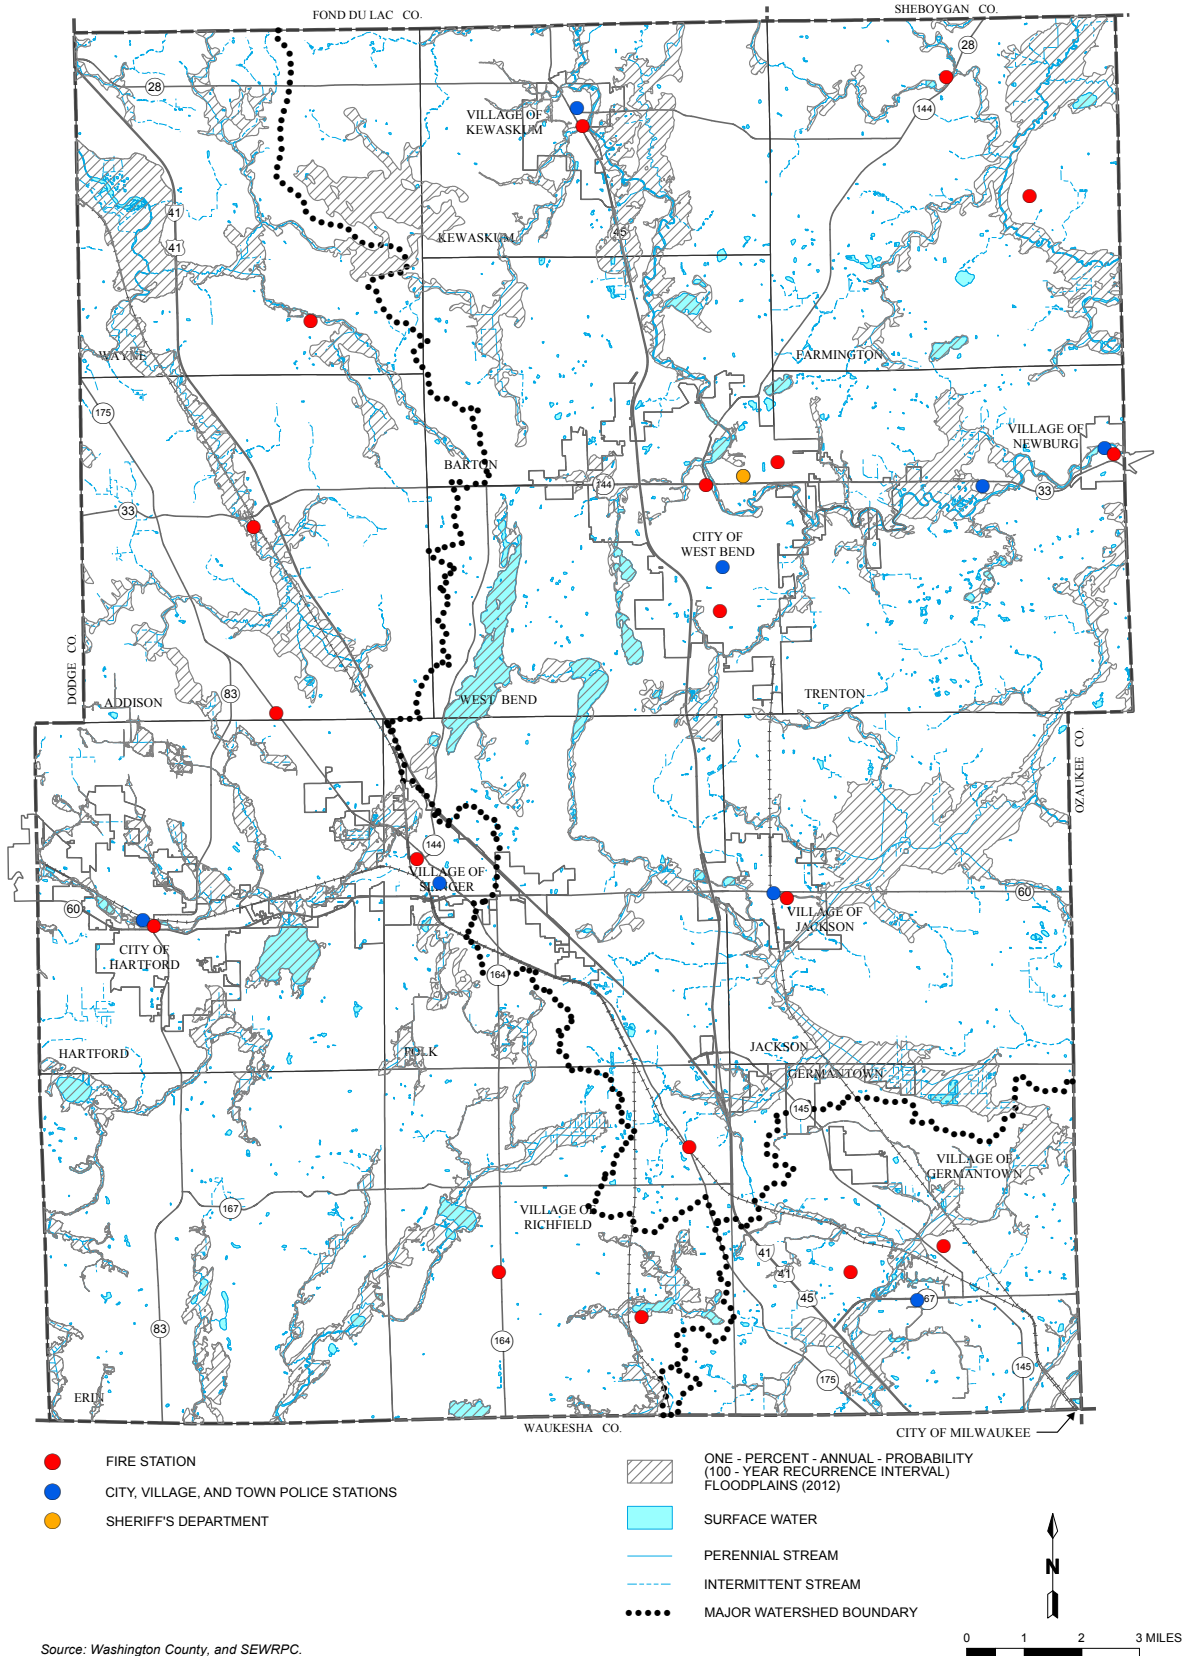 FOND DU LAC CO.
SHEBOYGAN CO.
28
28
144
VILLAGE OF
KEWASKUM
41
41
45
KEWASKUM
WAYNE
FARMINGTON
175
VILLAGE OF
NEWBURG
BARTON
144
33
33
CITY OF
WEST BEND
DODGE CO.
83
ADDISON
WEST BEND
TRENTON
OZAUKEE CO.
144
VILLAGE OF
SLINGER
60
60
VILLAGE OF
JACKSON
CITY OF
HARTFORD
164
HARTFORD
POLK
JACKSON
GERMANTOWN
145
VILLAGE OF
GERMANTOWN
167
VILLAGE OF
RICHFIELD
41
41
45
167
83
164
145
175
ERIN
WAUKESHA CO.
CITY OF MILWAUKEE
FIRE STATION
CITY, VILLAGE, AND TOWN POLICE STATIONS
SHERIFF'S DEPARTMENT
ONE - PERCENT - ANNUAL - PROBABILITY
(100 - YEAR RECURRENCE INTERVAL)
FLOODPLAINS (2012)
SURFACE WATER
PERENNIAL STREAM
INTERMITTENT STREAM
MAJOR WATERSHED BOUNDARY
N
0 1 2 3 MILES
Source: Washington County, and SEWRPC.